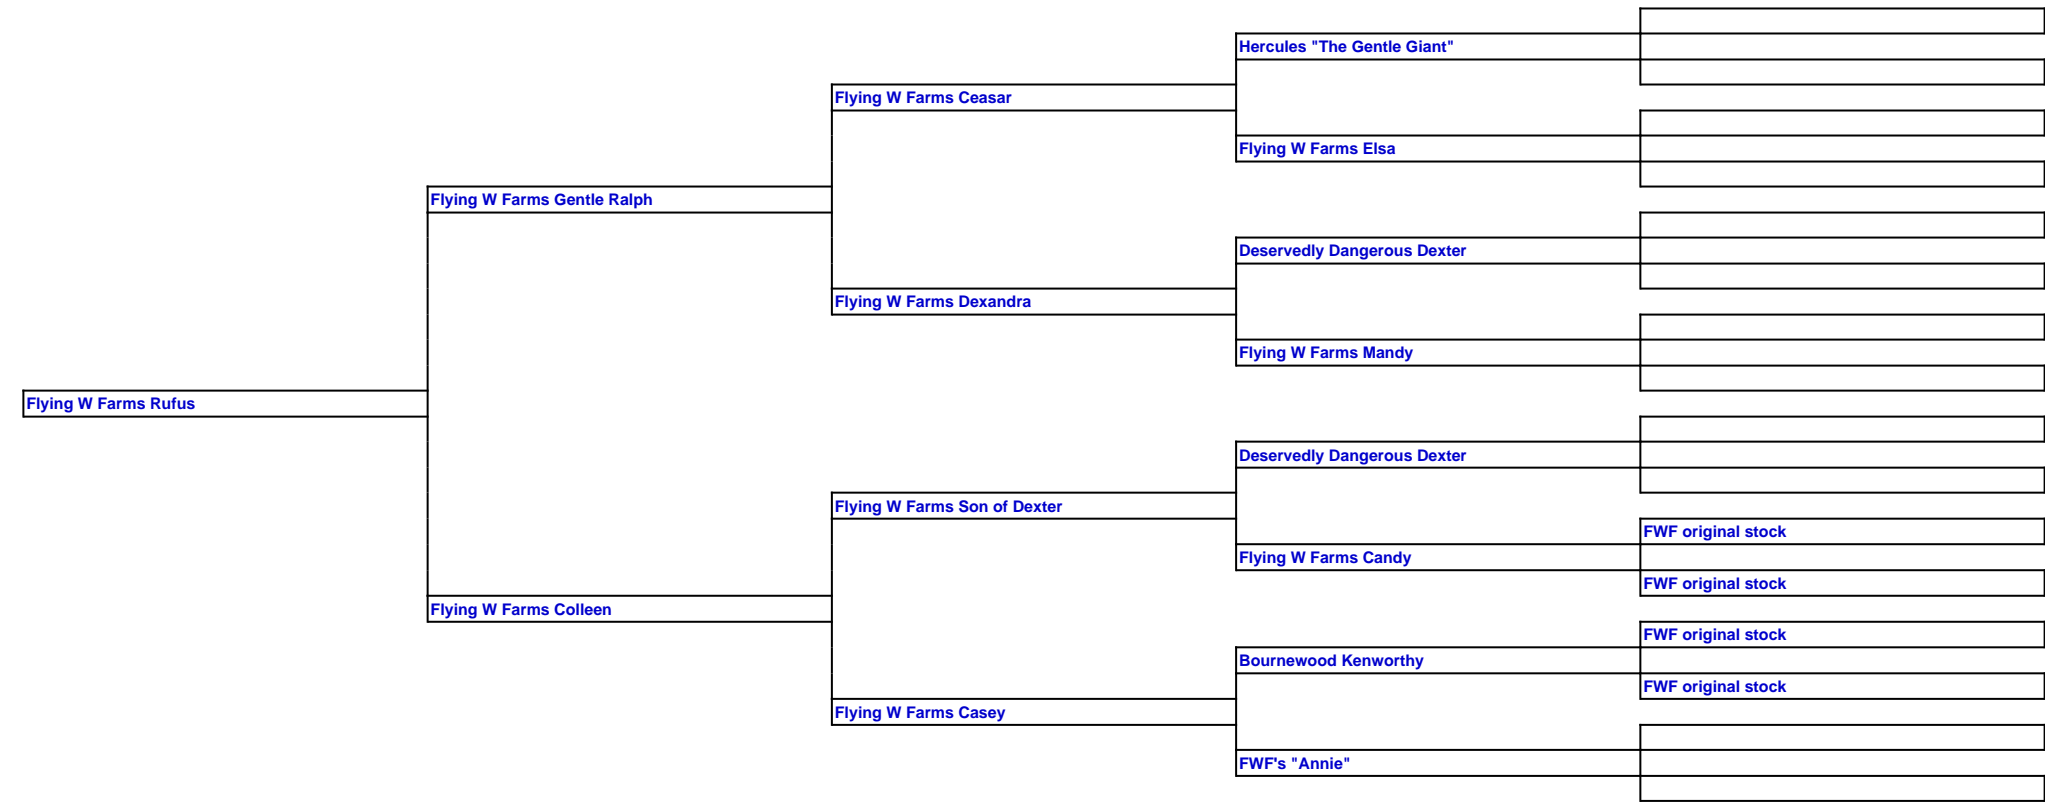 Hercules "The Gentle Giant"
Flying W Farms Ceasar
Flying W Farms Elsa
Flying W Farms Gentle Ralph
Deservedly Dangerous Dexter
Flying W Farms Dexandra
Flying W Farms Mandy
Flying W Farms Rufus
Deservedly Dangerous Dexter
Flying W Farms Son of Dexter
FWF original stock
Flying W Farms Candy
FWF original stock
Flying W Farms Colleen
FWF original stock
Bournewood Kenworthy
FWF original stock
Flying W Farms Casey
FWF's "Annie"